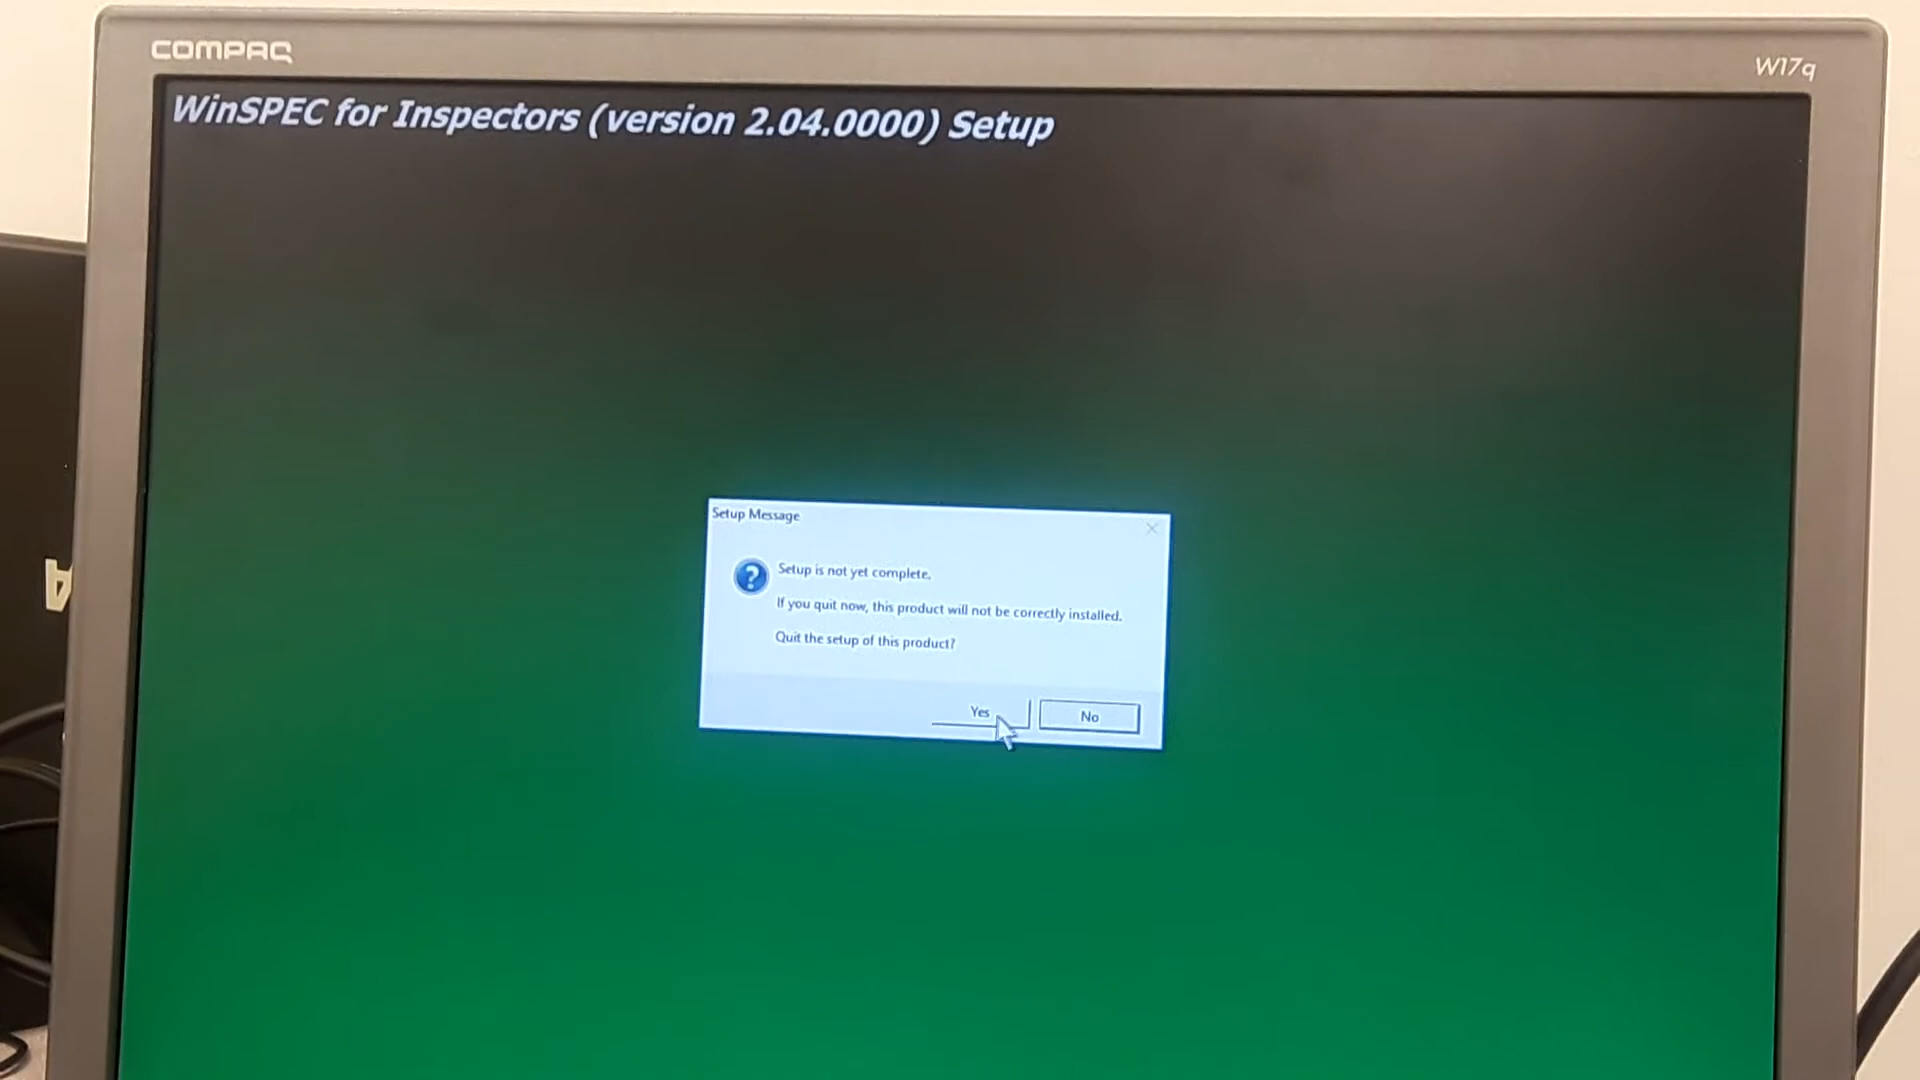 COMPAQ
W17q
WinSPEC for Inspectors (version 2.04.0000) Setup
Setup Message
Setup is not yet complete.
If you quit now, this product will not be correctly installed.
Quit the setup of this product?
Yes
No